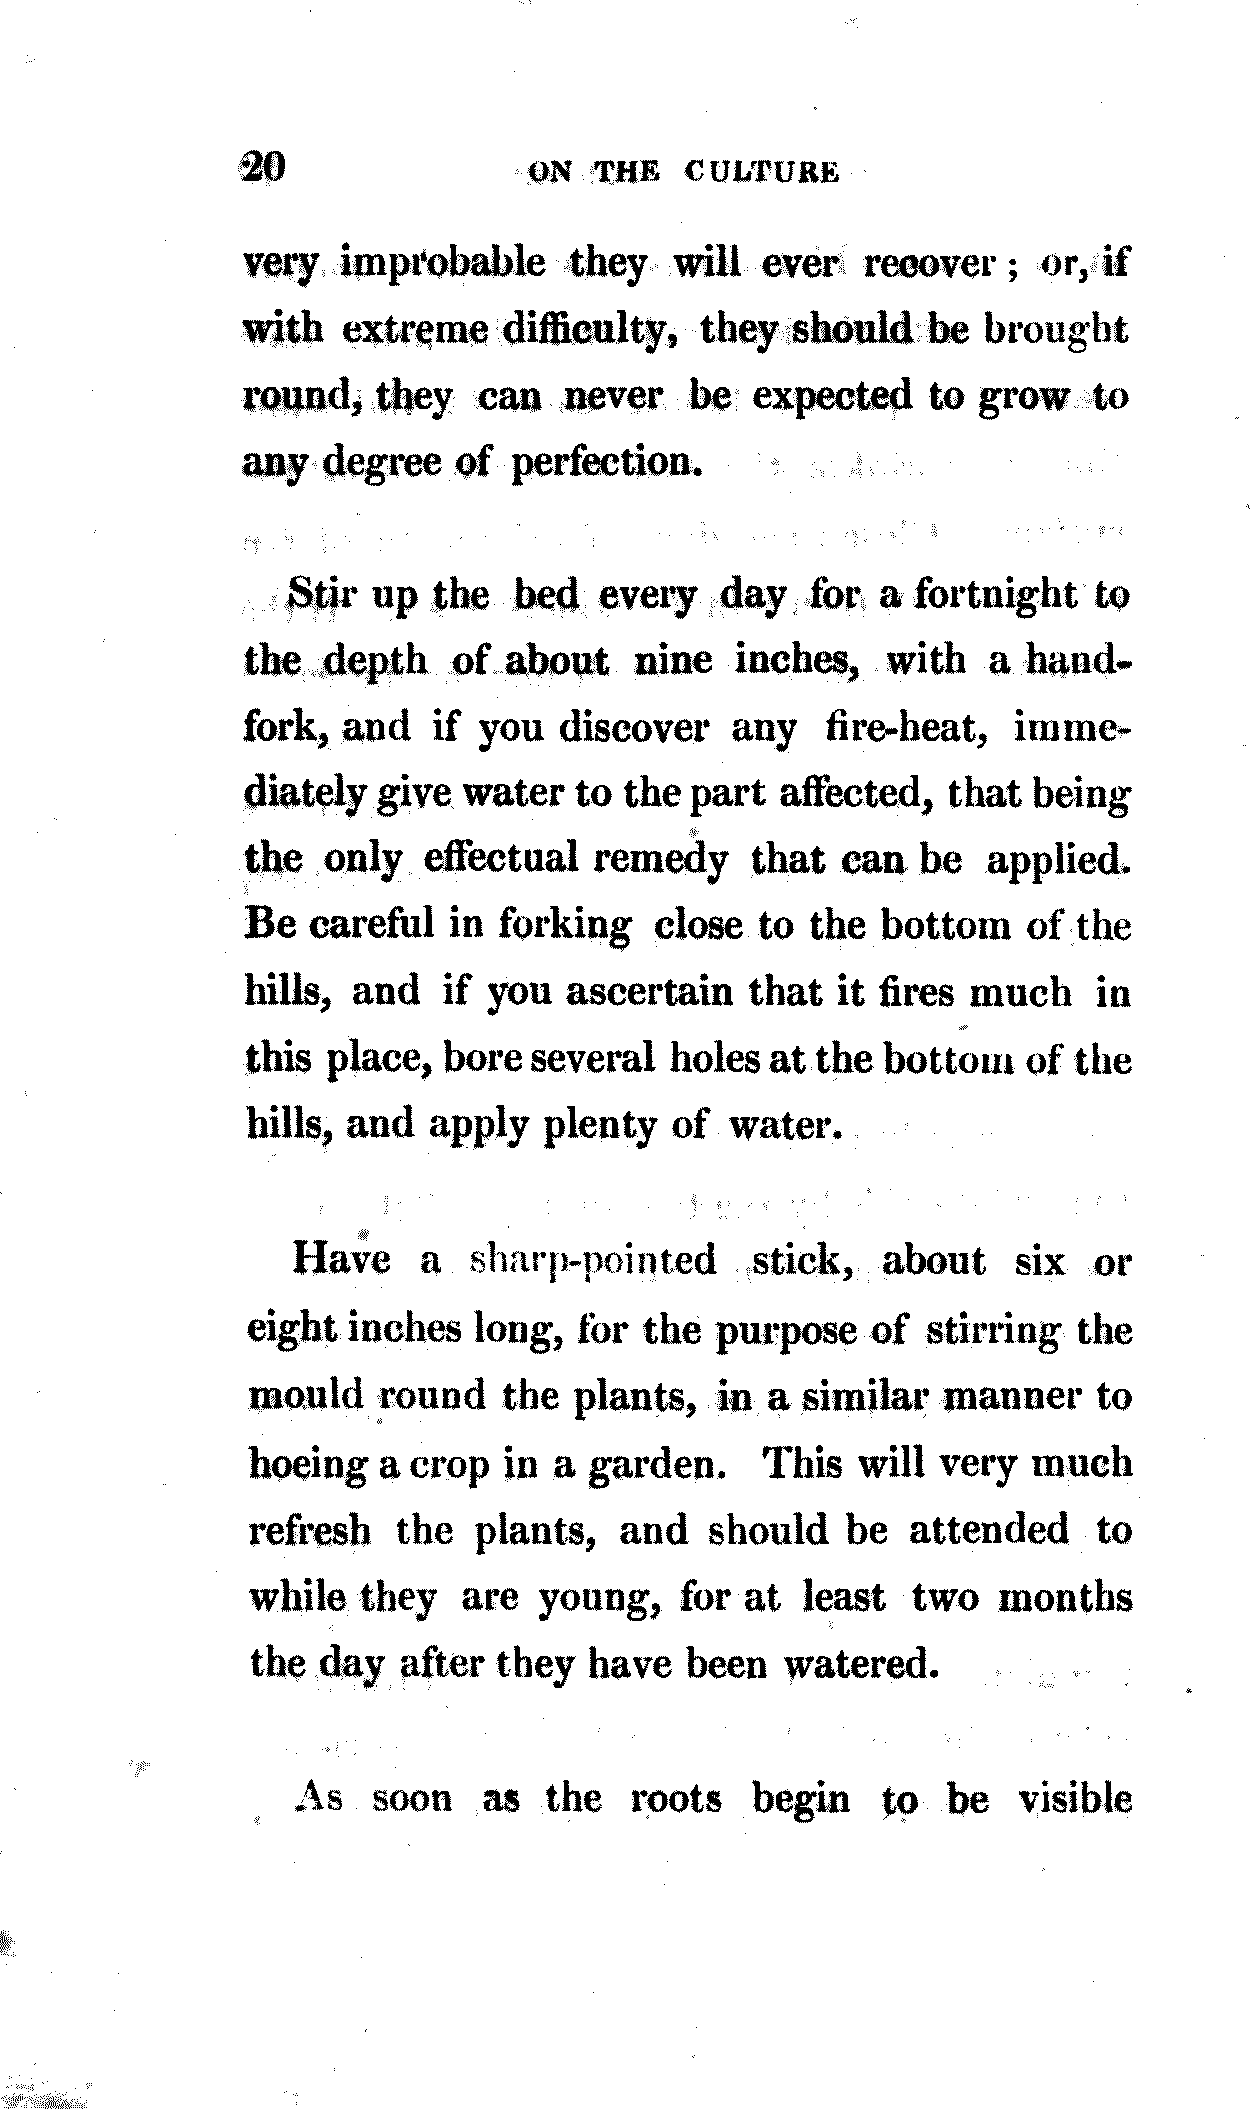 20 ON THE CULTURE
very improbable they will ever recover ; or, if
with extreme difficulty, they should be brought
round, they can never be expected to grow to
any degree of perfection.
Stir up the bed every day for a fortnight to
the depth of about nine inches, with a hand-
fork, and if you discover any fire-heat, imme-
diately give water to the part affected, that being
the only effectual remedy that can be applied.
Be careful in forking close to the bottom of the
hills, and if you ascertain that it fires much in
this place, bore several holes at the bottom of the
hills, and apply plenty of water.
Have a sharp-pointed stick, about six or
eight inches long, for the purpose of stirring the
mould round the plants, in a similar manner to
hoeing a crop in a garden. This will very much
refresh the plants, and should be attended to
while they are young, for at least two months
the day after they have been watered.
As soon as the roots begin to be visible